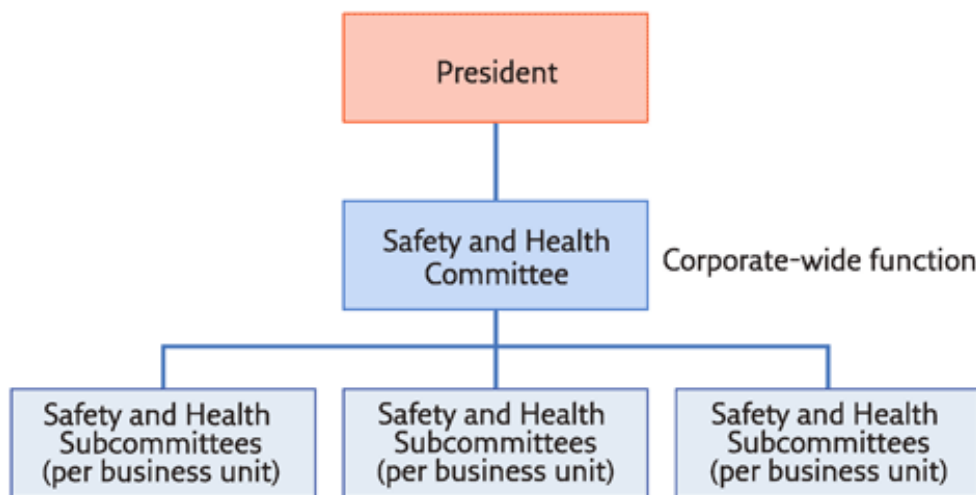 President
Safety and Health
Committee
Corporate-wide function
Safety and Health
Subcommittees
(per business unit)
Safety and Health
Subcommittees
(per business unit)
Safety and Health
Subcommittees
(per business unit)